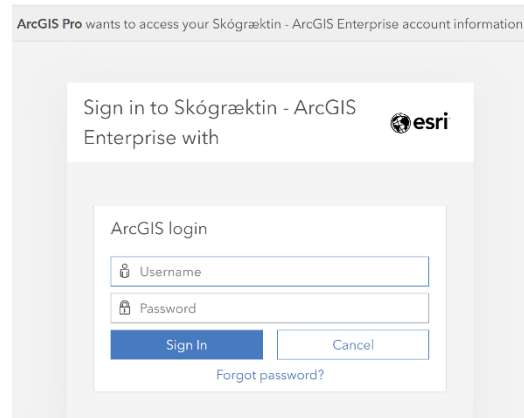 ArcGIS Pro wants to access your Skógræktin - ArcGIS Enterprise account information
Sign in to Skógræktin - ArcGIS
Enterprise with
esri
ArcGIS login
Username
Password
Sign In
Cancel
Forgot password?